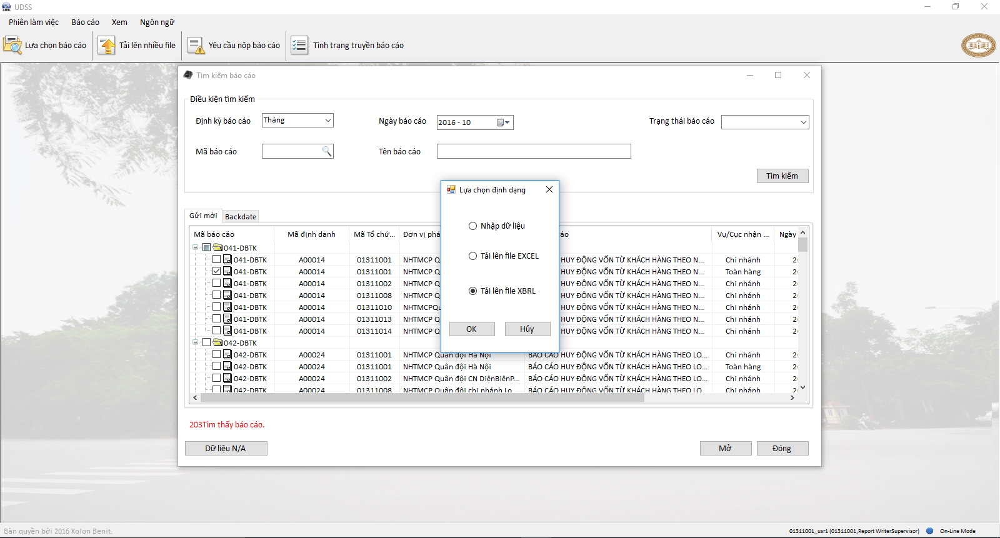 UDSS
Phiên làm việc Báo cáo Xem Ngôn ngữ
Lựa chọn báo cáo Tải lên nhiều file Yêu cầu nộp báo cáo Tình trạng truyền báo cáo
Tìm kiếm báo cáo
Điều kiện tìm kiếm
Định kỳ báo cáo Tháng Ngày báo cáo 2016 - 10 Trạng thái báo cáo
Mã báo cáo Tên báo cáo
Tìm kiếm
Lựa chọn định dạng
Nhập dữ liệu
Tải lên file EXCEL
Tải lên file XBRL
OK Hủy
Gửi mới Backdate
Mã báo cáo Mã định danh Mã Tổ chứ... Đơn vị phá áo Vụ/Cục nhận ... Ngày
041-DBTK
041-DBTK A00014 01311001 NHTMCP Q HUY ĐỘNG VỐN TỪ KHÁCH HÀNG THEO N... Chi nhánh 2
041-DBTK A00014 01311001 NHTMCP Q HUY ĐỘNG VỐN TỪ KHÁCH HÀNG THEO N... Toàn hàng 2
041-DBTK A00014 01311002 NHTMCP Q HUY ĐỘNG VỐN TỪ KHÁCH HÀNG THEO N... Chi nhánh 2
041-DBTK A00014 01311008 NHTMCP Q HUY ĐỘNG VỐN TỪ KHÁCH HÀNG THEO N... Chi nhánh 2
041-DBTK A00014 01311010 NHTMCPQu HUY ĐỘNG VỐN TỪ KHÁCH HÀNG THEO N... Chi nhánh 2
041-DBTK A00014 01311013 NHTMCP Q HUY ĐỘNG VỐN TỪ KHÁCH HÀNG THEO N... Chi nhánh 2
041-DBTK A00014 01311014 NHTMCP Q HUY ĐỘNG VỐN TỪ KHÁCH HÀNG THEO N... Chi nhánh 2
042-DBTK
042-DBTK A00024 01311001 NHTMCP Quân đội Hà Nội BÁO CÁO HUY ĐỘNG VỐN TỪ KHÁCH HÀNG THEO LO... Chi nhánh 2
042-DBTK A00024 01311001 NHTMCP Quân đội Hà Nội BÁO CÁO HUY ĐỘNG VỐN TỪ KHÁCH HÀNG THEO LO... Toàn hàng 2
042-DBTK A00024 01311002 NHTMCP Quân đội CN DiệnBiênP... BÁO CÁO HUY ĐỘNG VỐN TỪ KHÁCH HÀNG THEO LO... Chi nhánh 2
042-DBTK A00024 01311008 NHTMCP Quân đội chi nhánh Lo BÁO CÁO HUY ĐỘNG VỐN TỪ KHÁCH HÀNG THEO LO Chi nhánh 2
203Tìm thấy báo cáo.
Dữ liệu N/A Mở Đóng
Bản quyền bởi 2016 Kolon Benit. 01311001_usr1 (01311001,Report WriterSupervisor) On-Line Mode